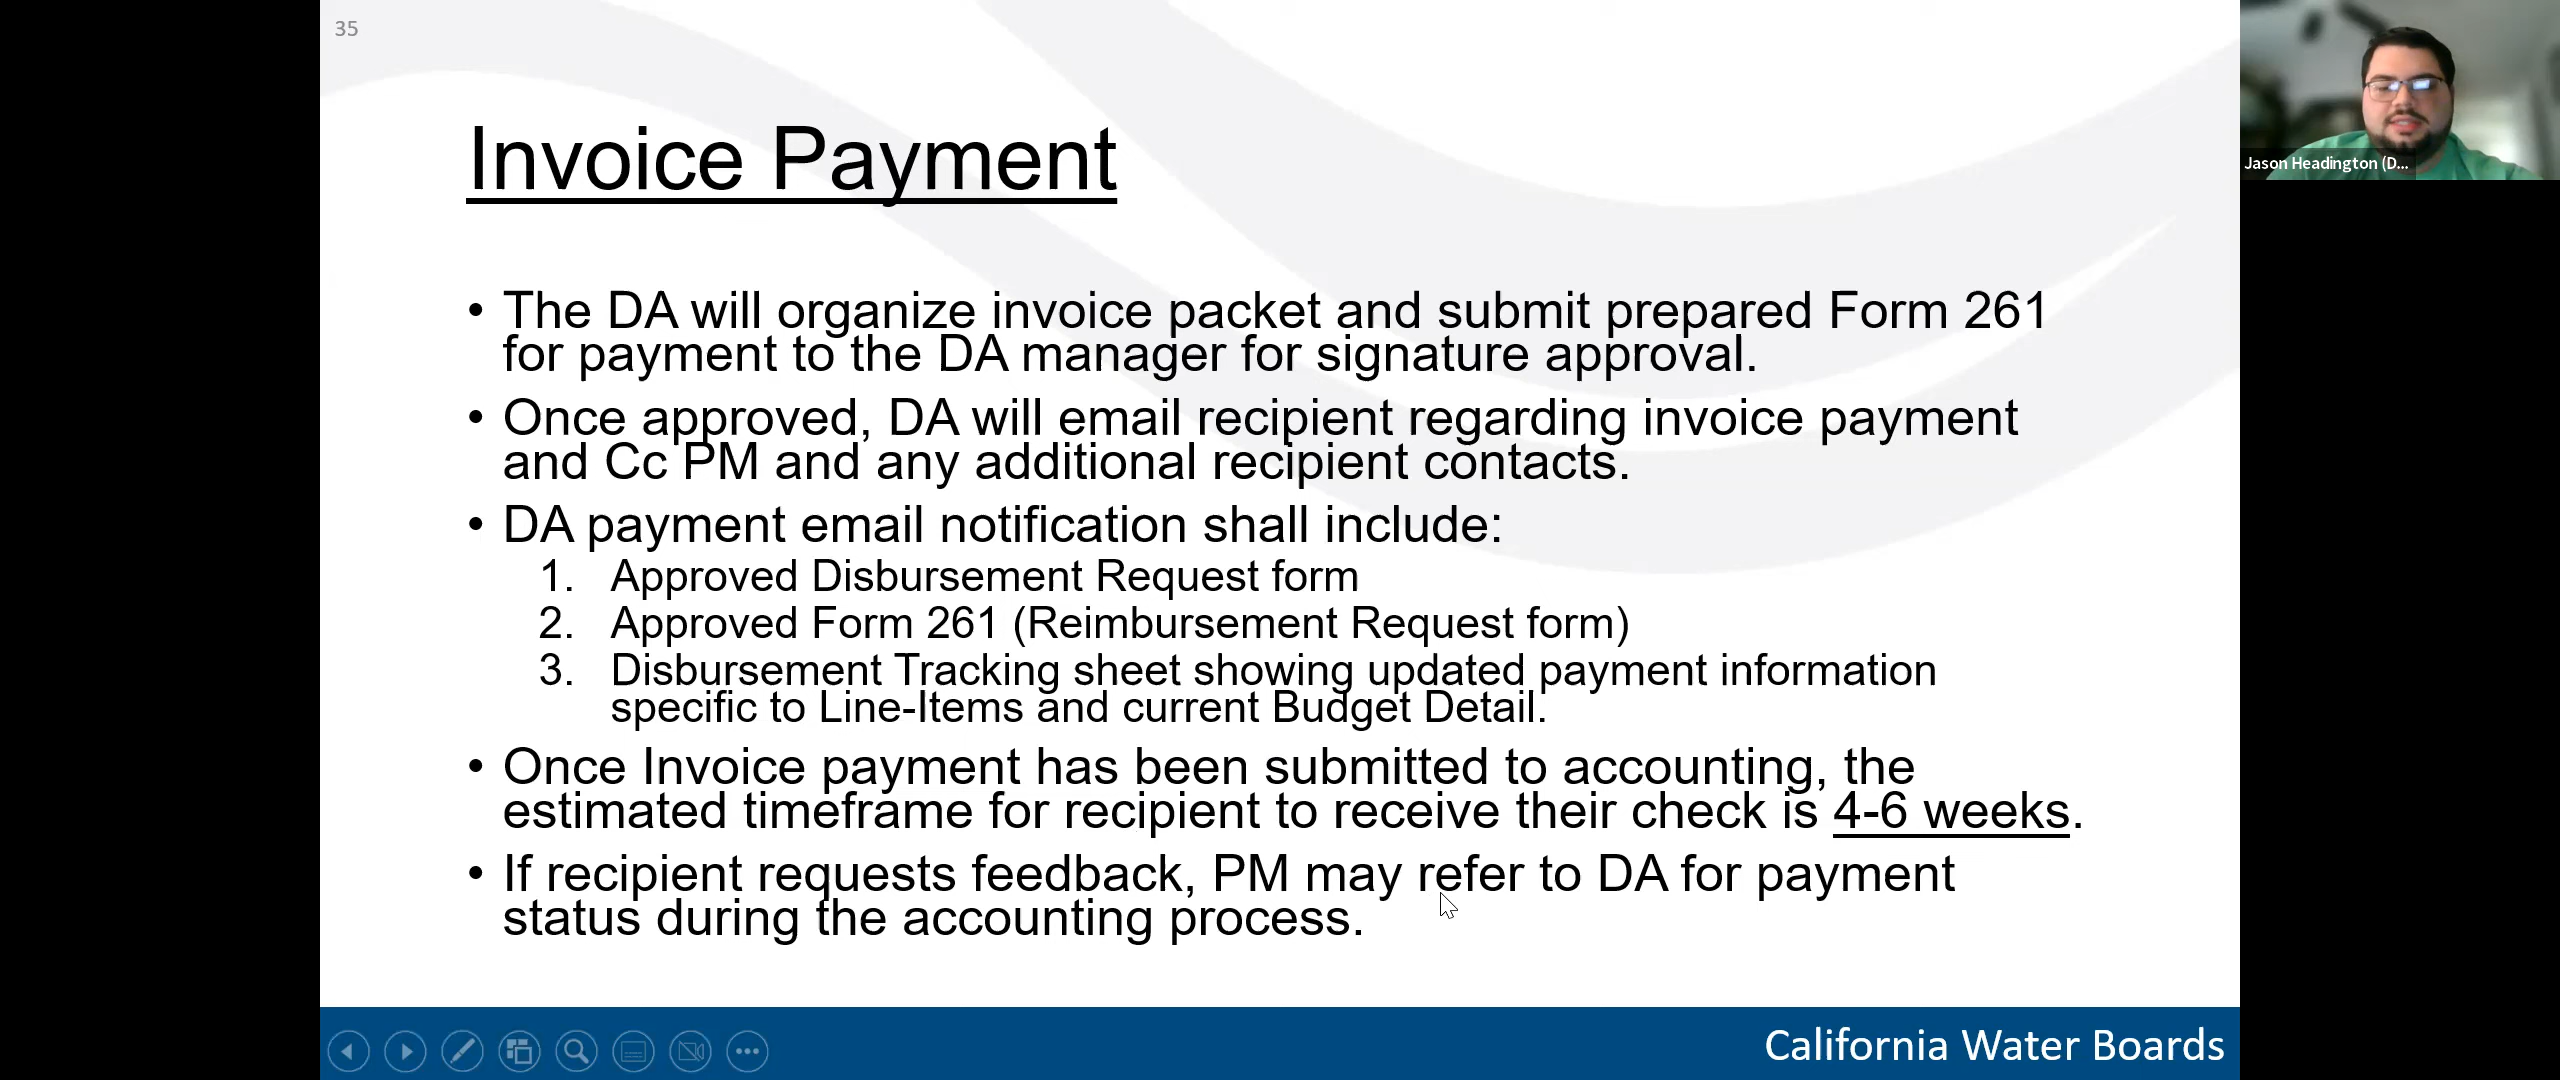 35
Invoice Payment
• The DA will organize invoice packet and submit prepared Form 261
for payment to the DA manager for signature approval.
• Once approved, DA will email recipient regarding invoice payment
and Cc PM and any additional recipient contacts.
• DA payment email notification shall include:
1. Approved Disbursement Request form
2. Approved Form 261 (Reimbursement Request form)
3. Disbursement Tracking sheet showing updated payment information
specific to Line-Items and current Budget Detail.
• Once Invoice payment has been submitted to accounting, the
estimated timeframe for recipient to receive their check is 4-6 weeks.
• If recipient requests feedback, PM may refer to DA for payment
status during the accounting process.
California Water Boards
Jason Headington (D...